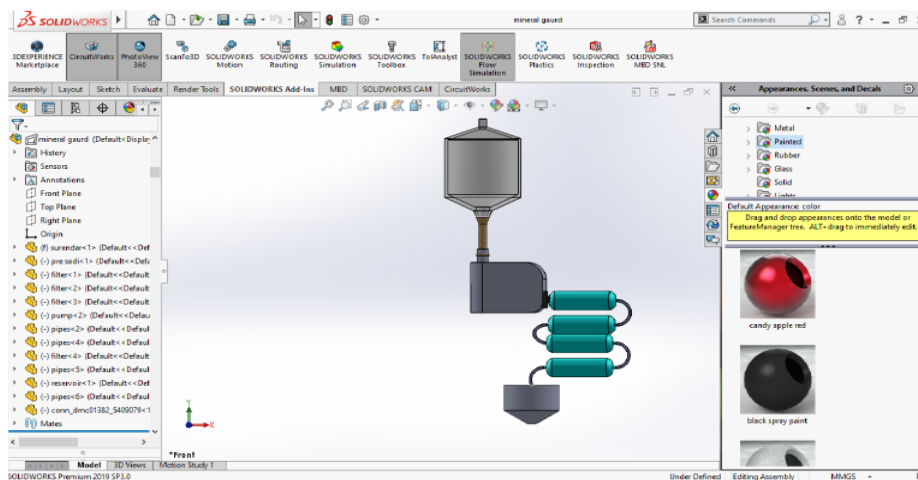 SOLIDWORKS
mineral gaurd
Search Commands
3DEXPERIENCE Marketplace
CircuitWorks
PhotoView 360
ScanTo3D
SOLIDWORKS Motion
SOLIDWORKS Routing
SOLIDWORKS Simulation
SOLIDWORKS Toolbox
TolAnalyst
SOLIDWORKS Flow Simulation
SOLIDWORKS Plastics
SOLIDWORKS Inspection
SOLIDWORKS MBD SNL
Assembly
Layout
Sketch
Evaluate
Render Tools
SOLIDWORKS Add-Ins
MBD
SOLIDWORKS CAM
CircuitWorks
mineral gaurd (Default<Display
History
Sensors
Annotations
Front Plane
Top Plane
Right Plane
Origin
(f) surendar<1> (Default<<Def
(-) pre sedi<1> (Default<<Defa
(-) filter<1> (Default<<Default
(-) filter<2> (Default<<Default
(-) filter<3> (Default<<Default
(-) pump<2> (Default<<Defaul
(-) pipes<2> (Default<<Defaul
(-) pipes<4> (Default<<Defaul
(-) filter<4> (Default<<Default
(-) pipes<5> (Default<<Defaul
(-) reservoir<1> (Default<<Def
(-) pipes<6> (Default<<Defaul
(-) conn_dmc01382_5409079<1
Mates
Y
X
*Front
Appearances, Scenes, and Decals
Metal
Painted
Rubber
Glass
Solid
Lights
Default Appearance: color
Drag and drop appearances onto the model or
FeatureManager tree. ALT+drag to immediately edit.
candy apple red
black spray paint
Model
3D Views
Motion Study 1
SOLIDWORKS Premium 2019 SP3.0
Under Defined
Editing Assembly
MMGS